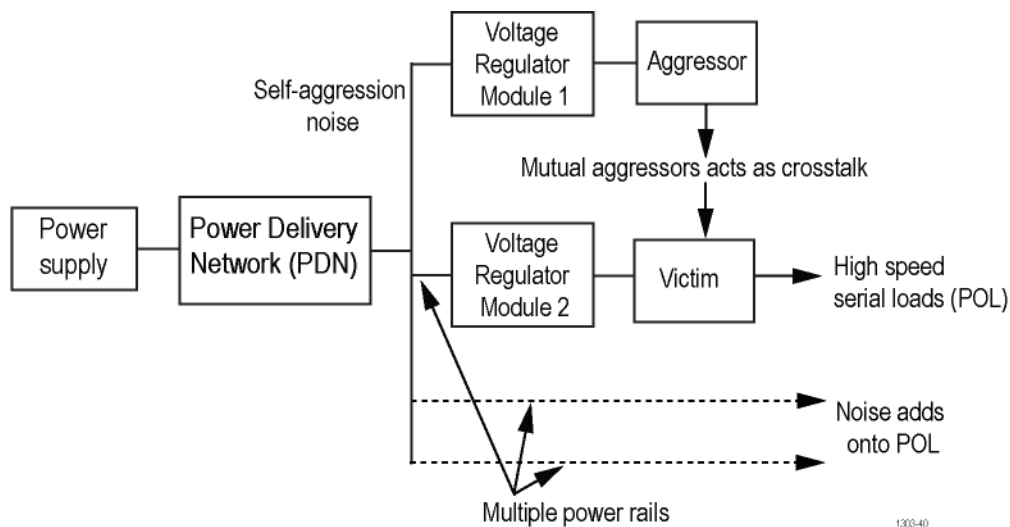 Voltage
Regulator
Module 1
Aggressor
Self-aggression
noise
Mutual aggressors acts as crosstalk
Power
supply
Power Delivery
Network (PDN)
Voltage
Regulator
Module 2
Victim
High speed
serial loads (POL)
Noise adds
onto POL
Multiple power rails
1303-40